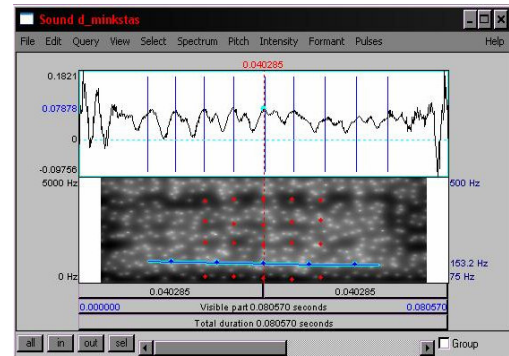 Sound d_minkstas
File Edit Query View Select Spectrum Pitch Intensity Formant Pulses Help
0.040285
0.1821
0.07878
0
-0.09756
5000 Hz 500 Hz
153.2 Hz
0 Hz 75 Hz
0.040285 0.040285
0.000000 Visible part 0.080570 seconds 0.080570
Total duration 0.080570 seconds
all in out sel Group